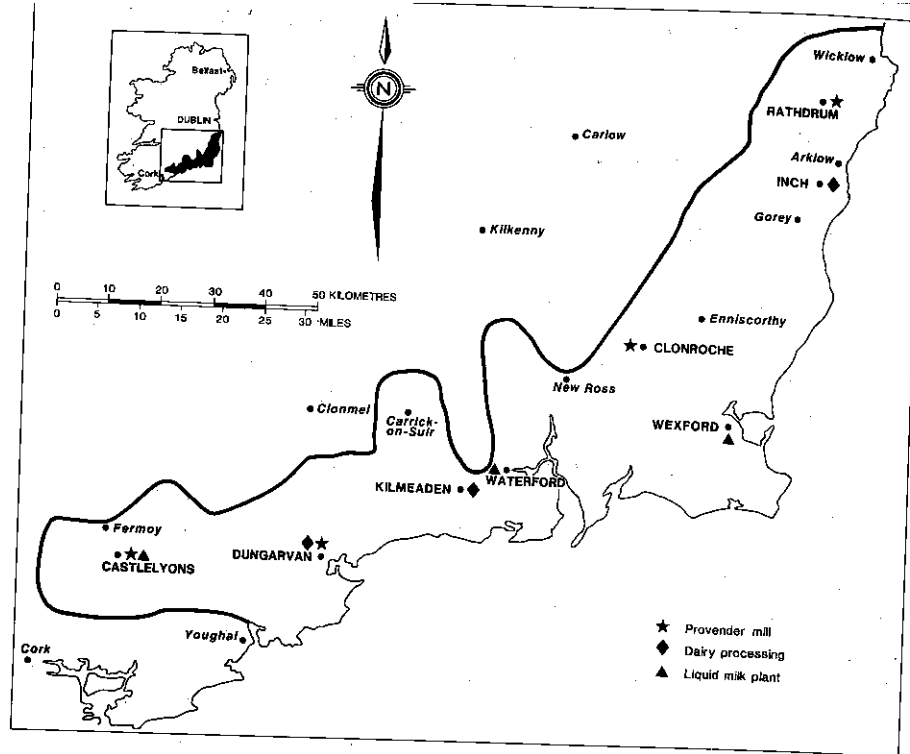 Belfast
DUBLIN
Cork
N
Wicklow
RATHDRUM
Carlow
Arklow
INCH
Gorey
Kilkenny
0 10 20 30 40 50 KILOMETRES
0 5 10 15 20 25 30 MILES
Enniscorthy
CLONROCHE
New Ross
Clonmel
Carrick-
on-Suir
WEXFORD
KILMEADEN
WATERFORD
Fermoy
CASTLELYONS
DUNGARVAN
Youghal
Cork
Provender mill
Dairy processing
Liquid milk plant